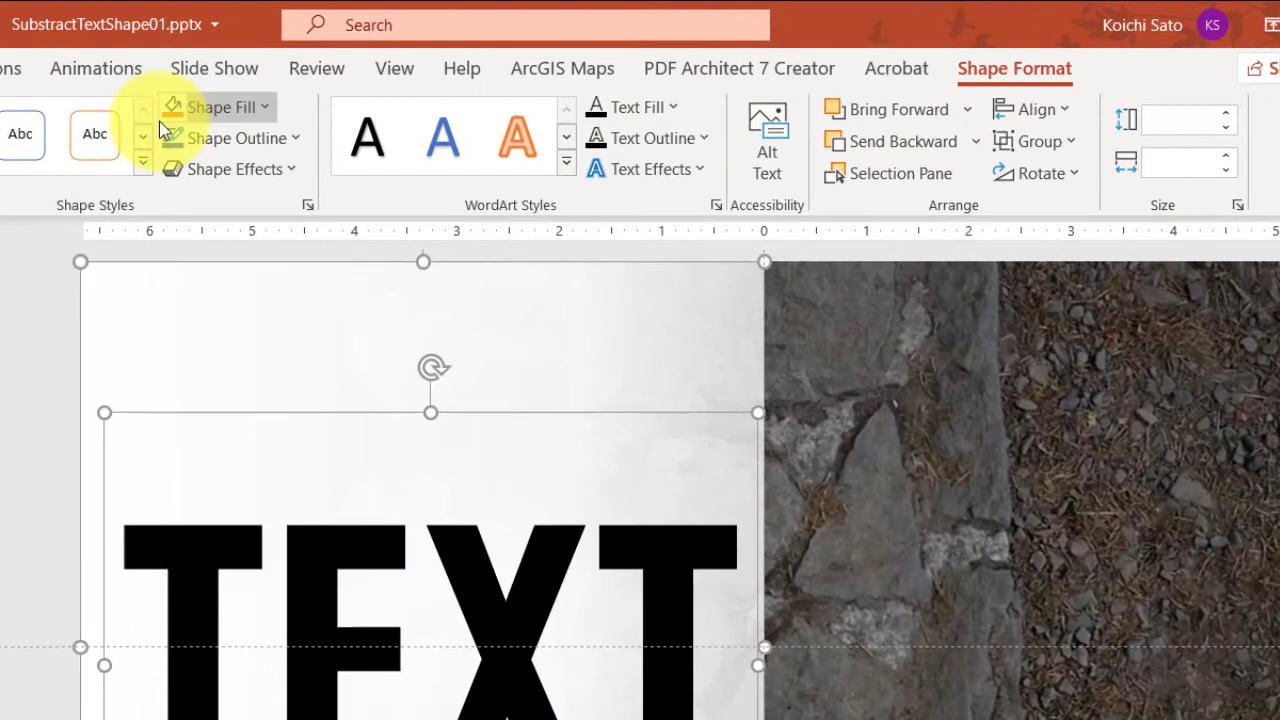 SubstractTextShape01.pptx
Search
Koichi Sato KS
ns Animations Slide Show Review View Help ArcGIS Maps PDF Architect 7 Creator Acrobat Shape Format
Abc Abc
Shape Fill
Shape Outline
Shape Effects
Shape Styles
A A A
A Text Fill
A Text Outline
A Text Effects
WordArt Styles
Alt
Text
Accessibility
Bring Forward
Send Backward
Selection Pane
Align
Group
Rotate
Arrange
Size
6 5 4 3 2 1 0 1 2 3 4 5
TEXT